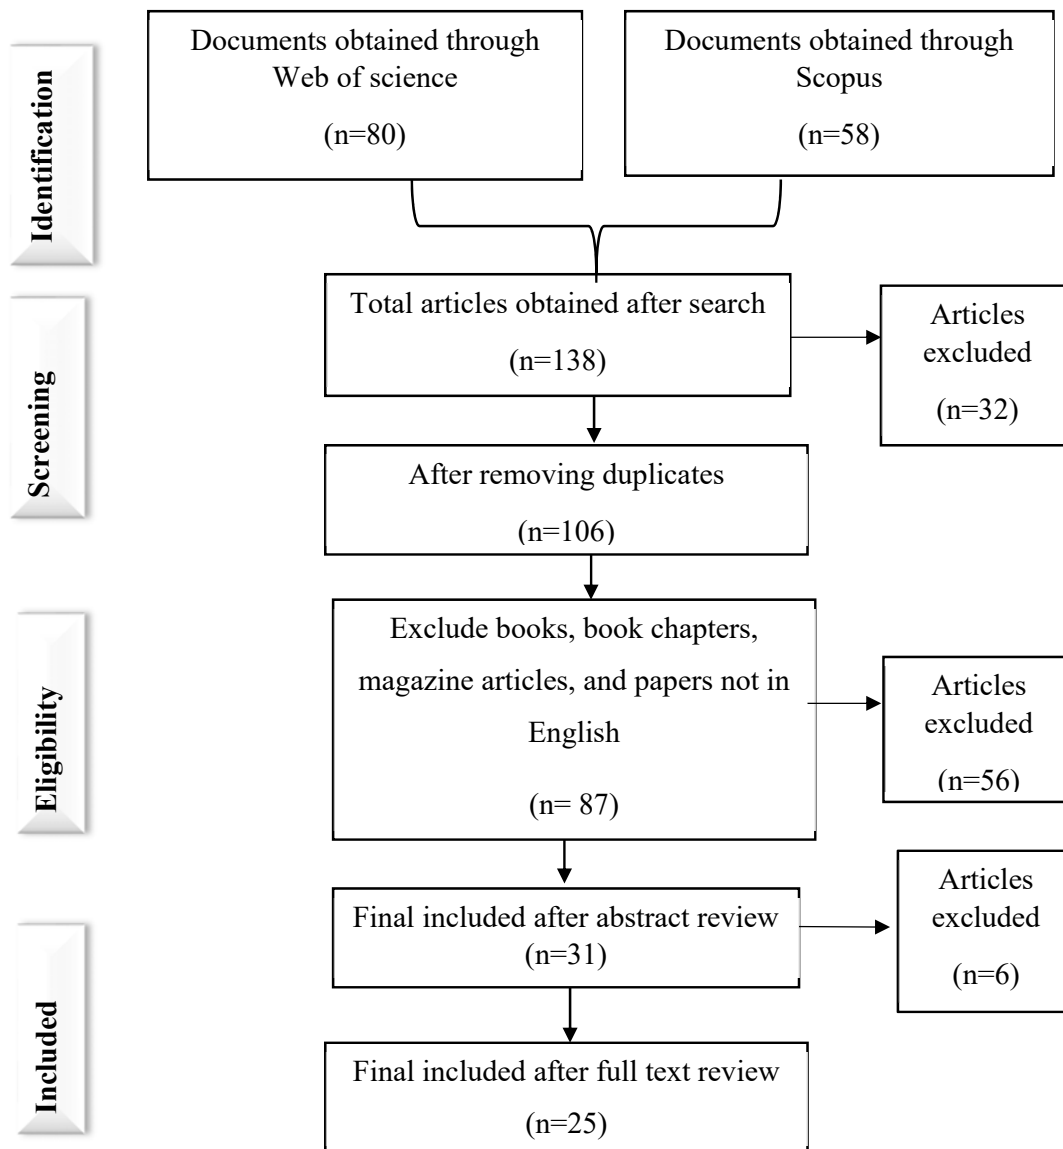 Identification
Documents obtained through
Web of science
(n=80)
Documents obtained through
Scopus
(n=58)
Screening
Total articles obtained after search
(n=138)
Articles
excluded
(n=32)
After removing duplicates
(n=106)
Eligibility
Exclude books, book chapters,
magazine articles, and papers not in
English
(n= 87)
Articles
excluded
(n=56)
Included
Final included after abstract review
(n=31)
Articles
excluded
(n=6)
Final included after full text review
(n=25)